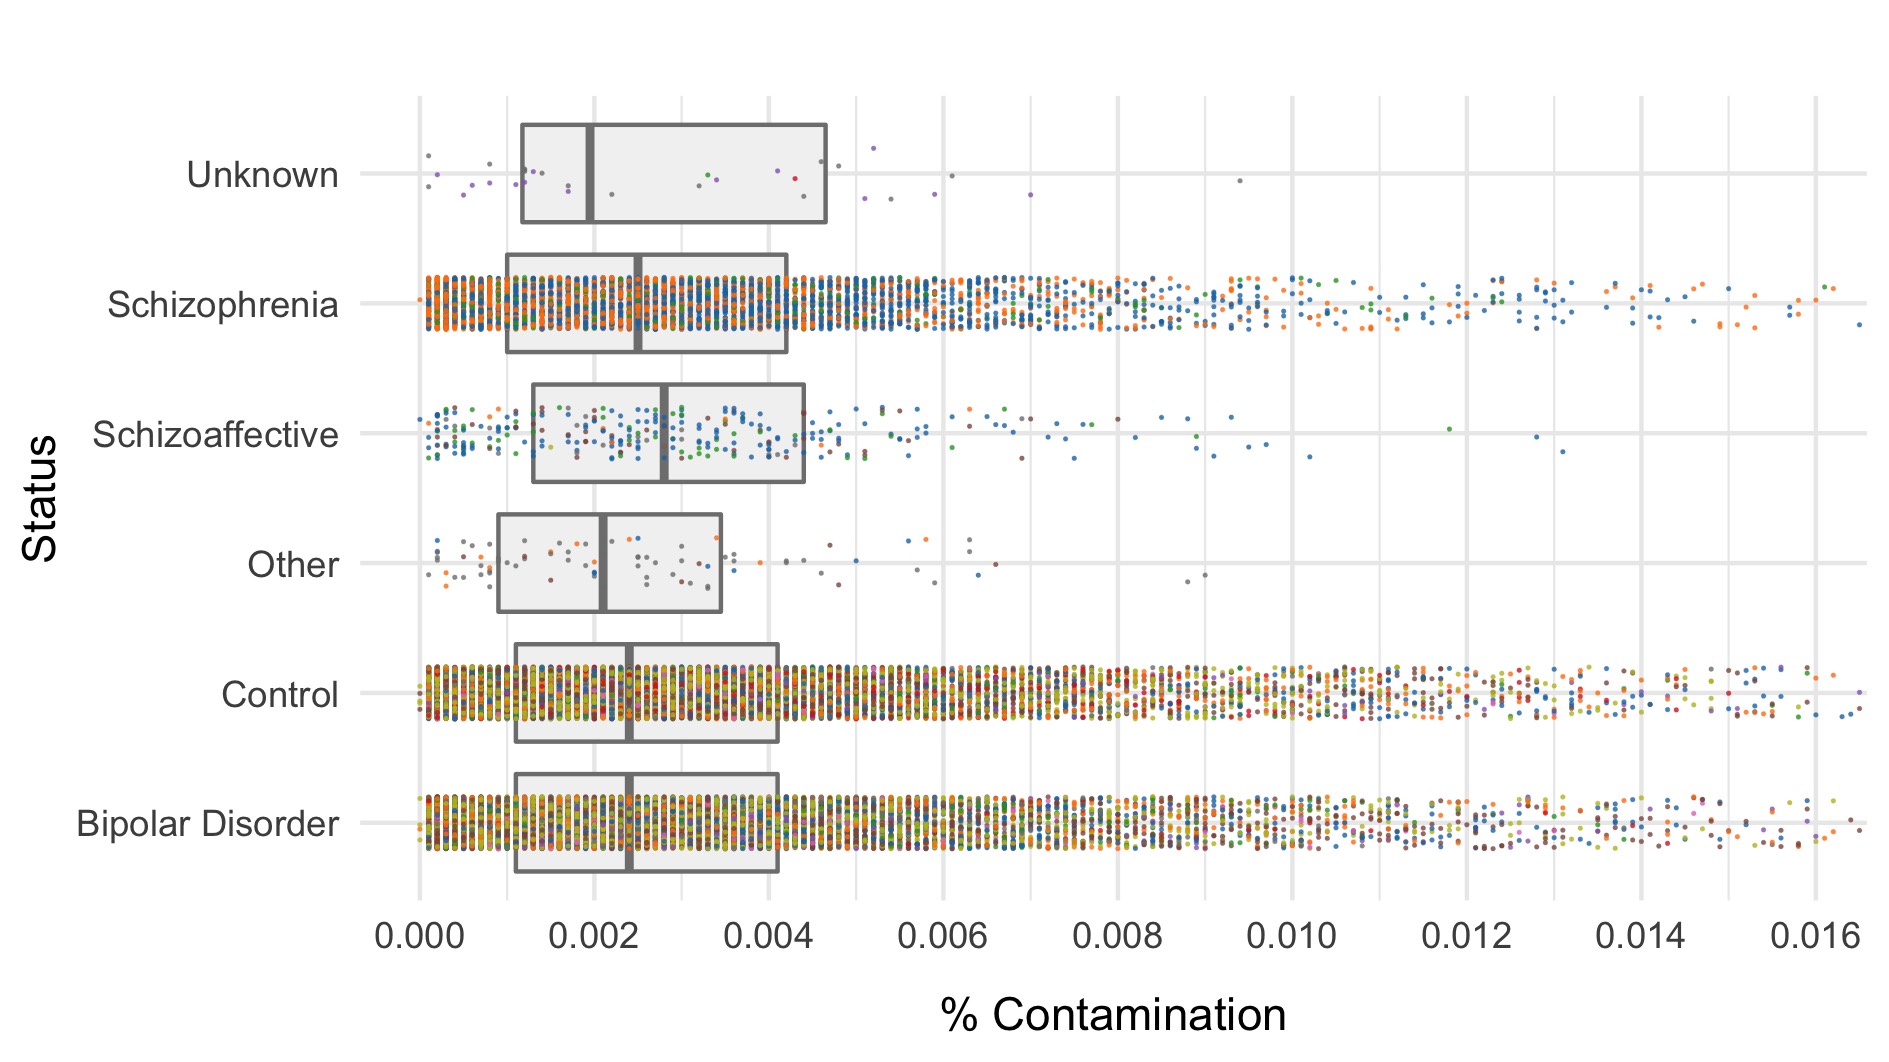 Unknown
Schizophrenia
Schizoaffective
Other
Control
Bipolar Disorder
Status
0.000 0.002 0.004 0.006 0.008 0.010 0.012 0.014 0.016
% Contamination